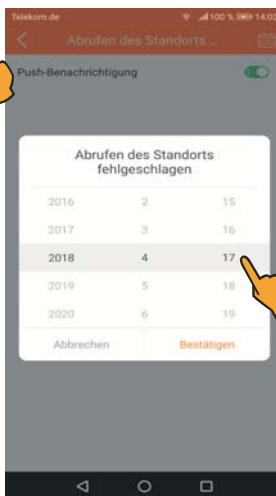 Telekom.de 100 % 14:03
Abrufen des Standorts ...
Push-Benachrichtigung
Abrufen des Standorts
fehlgeschlagen
2016 2 15
2017 3 16
2018 4 17
2019 5 18
2020 6 19
Abbrechen Bestätigen